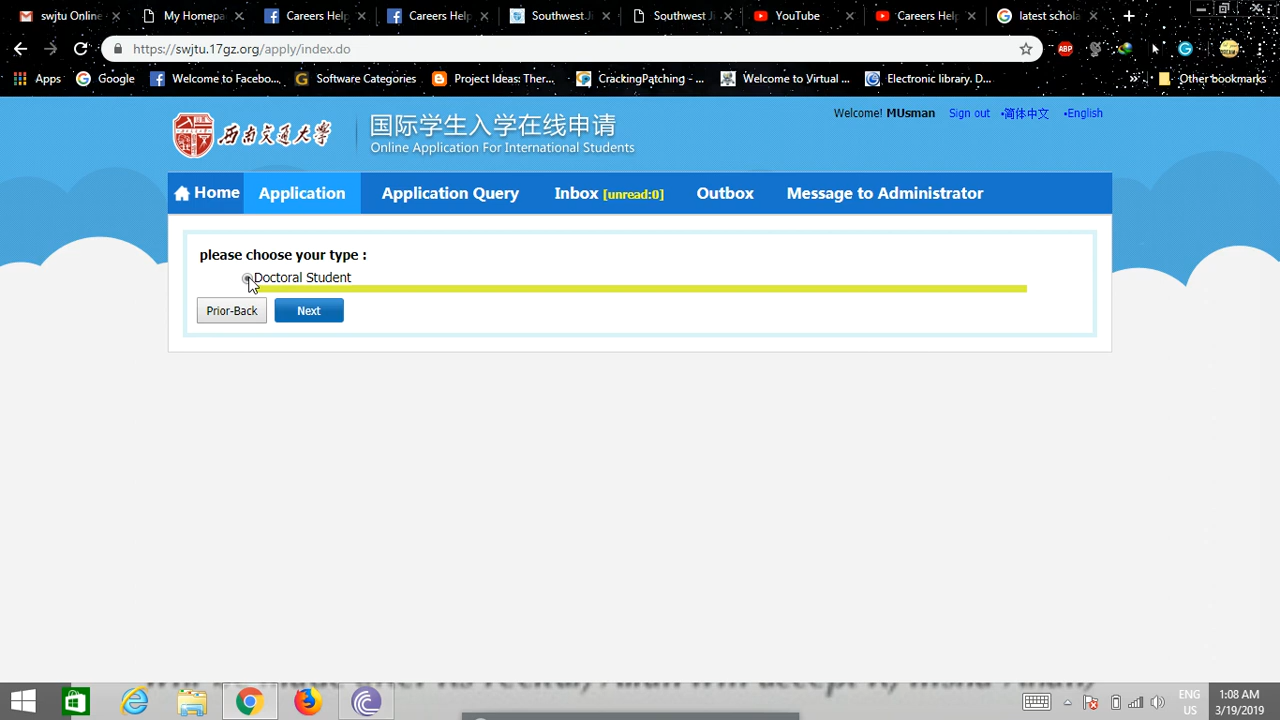 swjtu Online
My Homepa
Careers Help
Careers Help
Southwest Ji
Southwest Ji
YouTube
Careers Help
latest schola
https://swjtu.17gz.org/apply/index.do
ABP
Apps
Google
Welcome to Facebo...
Software Categories
Project Ideas: Ther...
CrackingPatching - ...
Welcome to Virtual ...
Electronic library. D...
Other bookmarks
西南交通大学
国际学生入学在线申请
Online Application For International Students
Welcome! MUsman
Sign out
•简体中文
•English
Home
Application
Application Query
Inbox [unread:0]
Outbox
Message to Administrator
please choose your type :
Doctoral Student
Prior-Back
Next
ENG
US
1:08 AM
3/19/2019